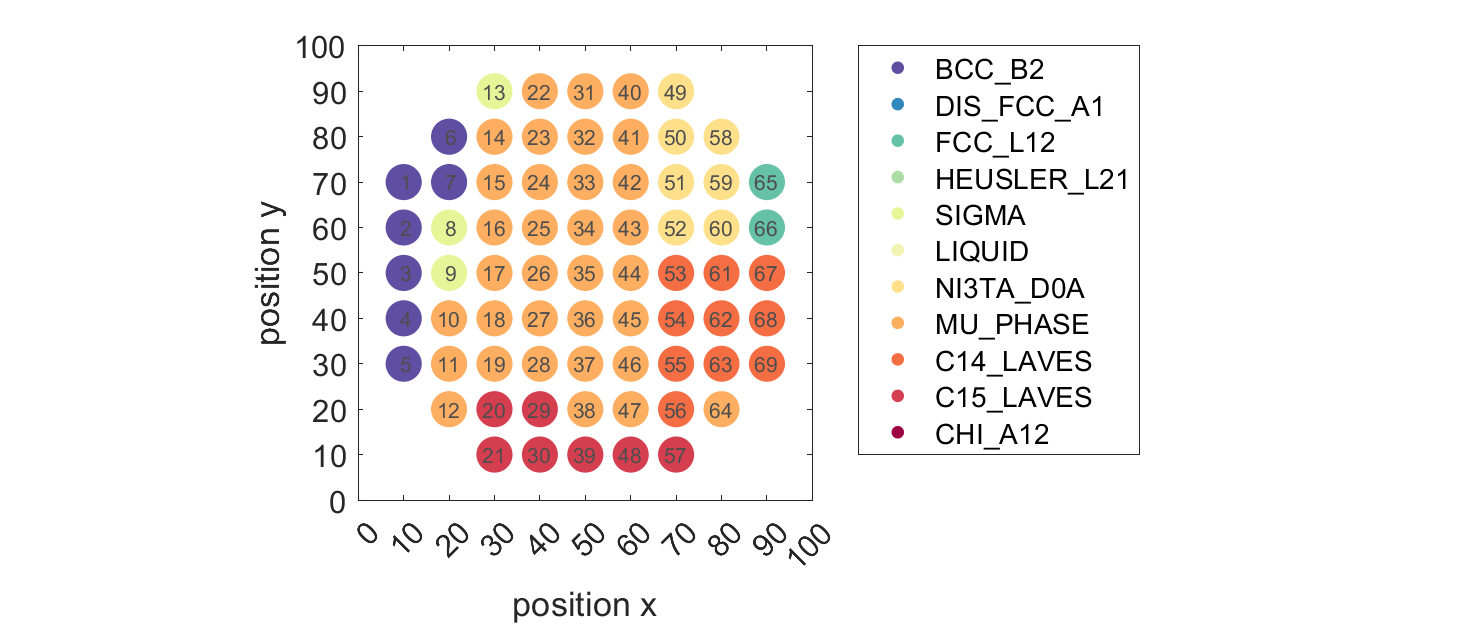 100
90
80
70
60
50
40
30
20
10
0
position y
13 22 31 40 49
6 14 23 32 41 50 58
1 7 15 24 33 42 51 59 65
2 8 16 25 34 43 52 60 66
3 9 17 26 35 44 53 61 67
4 10 18 27 36 45 54 62 68
5 11 19 28 37 46 55 63 69
12 20 29 38 47 56 64
21 30 39 48 57
0 10 20 30 40 50 60 70 80 90 100
position x
BCC_B2
DIS_FCC_A1
FCC_L12
HEUSLER_L21
SIGMA
LIQUID
NI3TA_D0A
MU_PHASE
C14_LAVES
C15_LAVES
CHI_A12